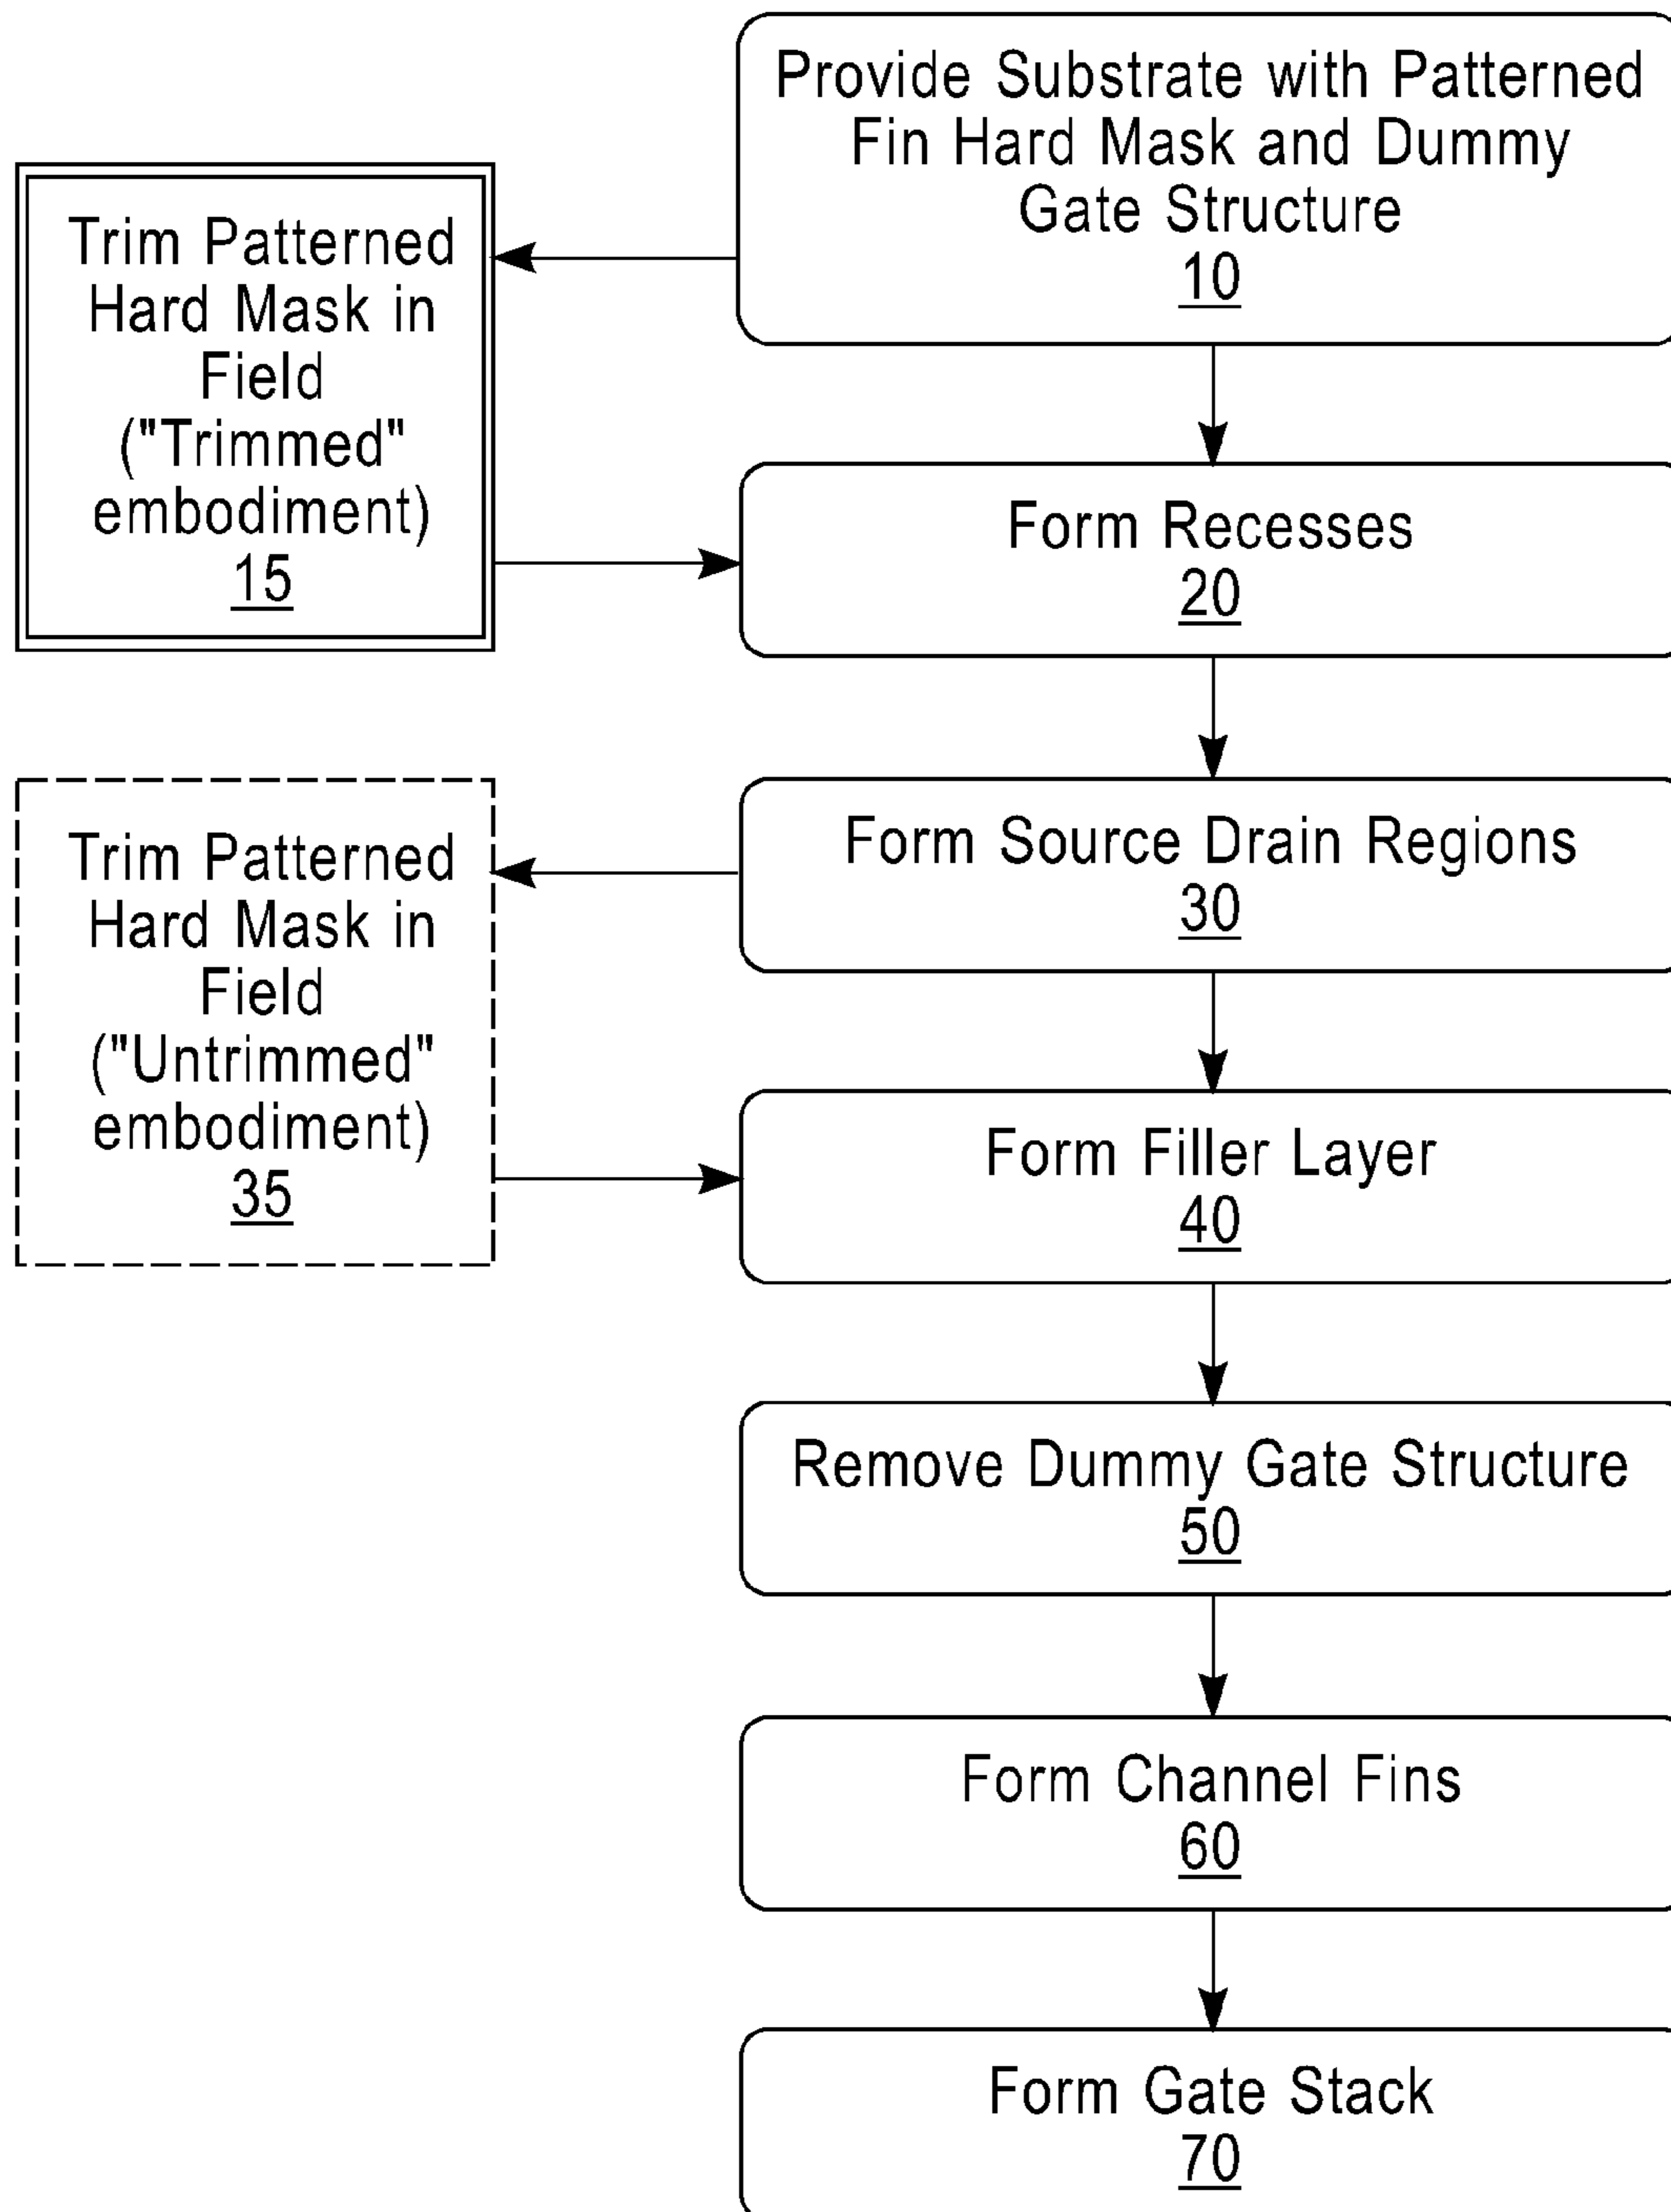 Provide Substrate with Patterned
Fin Hard Mask and Dummy
Gate Structure
10
Trim Patterned
Hard Mask in
Field
("Trimmed"
embodiment)
15
Form Recesses
20
Form Source Drain Regions
30
Trim Patterned
Hard Mask in
Field
("Untrimmed"
embodiment)
35
Form Filler Layer
40
Remove Dummy Gate Structure
50
Form Channel Fins
60
Form Gate Stack
70